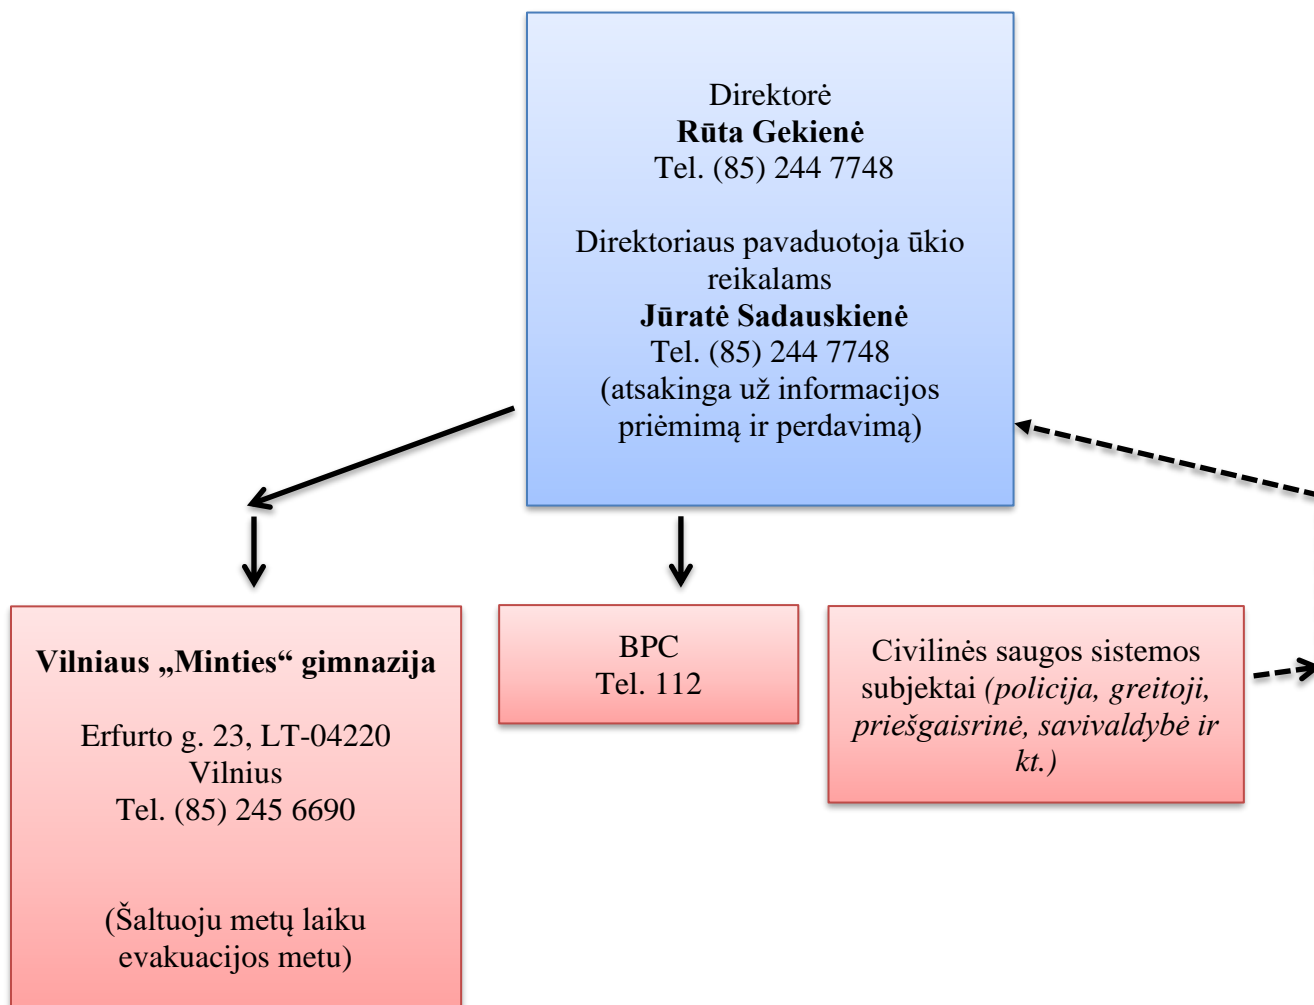 Direktorė
Rūta Gekienė
Tel. (85) 244 7748
Direktoriaus pavaduotoja ūkio
reikalams
Jūratė Sadauskienė
Tel. (85) 244 7748
(atsakinga už informacijos
priėmimą ir perdavimą)
Vilniaus „Minties“ gimnazija
Erfurto g. 23, LT-04220
Vilnius
Tel. (85) 245 6690
(Šaltuoju metų laiku
evakuacijos metu)
BPC
Tel. 112
Civilinės saugos sistemos
subjektai (policija, greitoji,
priešgaisrinė, savivaldybė ir
kt.)